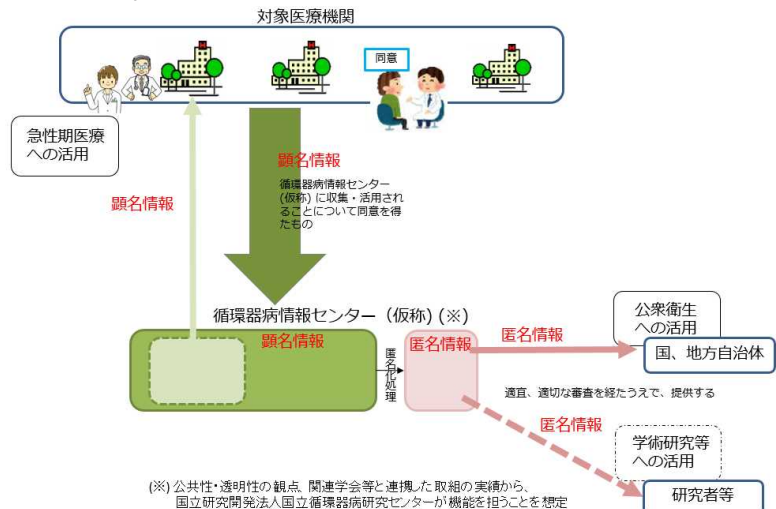 対象医療機関
同意
急性期医療
への活用
顕名情報
顕名情報
循環器病情報センター
(仮称) に収集・活用され
ることについて同意を得
たもの
循環器病情報センター（仮称) (※)
顕名情報
匿名化処理
匿名情報
匿名情報
公衆衛生
への活用
国、地方自治体
適宜、適切な審査を経たうえで、提供する
匿名情報
学術研究等
への活用
研究者等
(※) 公共性・透明性の観点、関連学会等と連携した取組の実績から、
国立研究開発法人国立循環器病研究センターが機能を担うことを想定